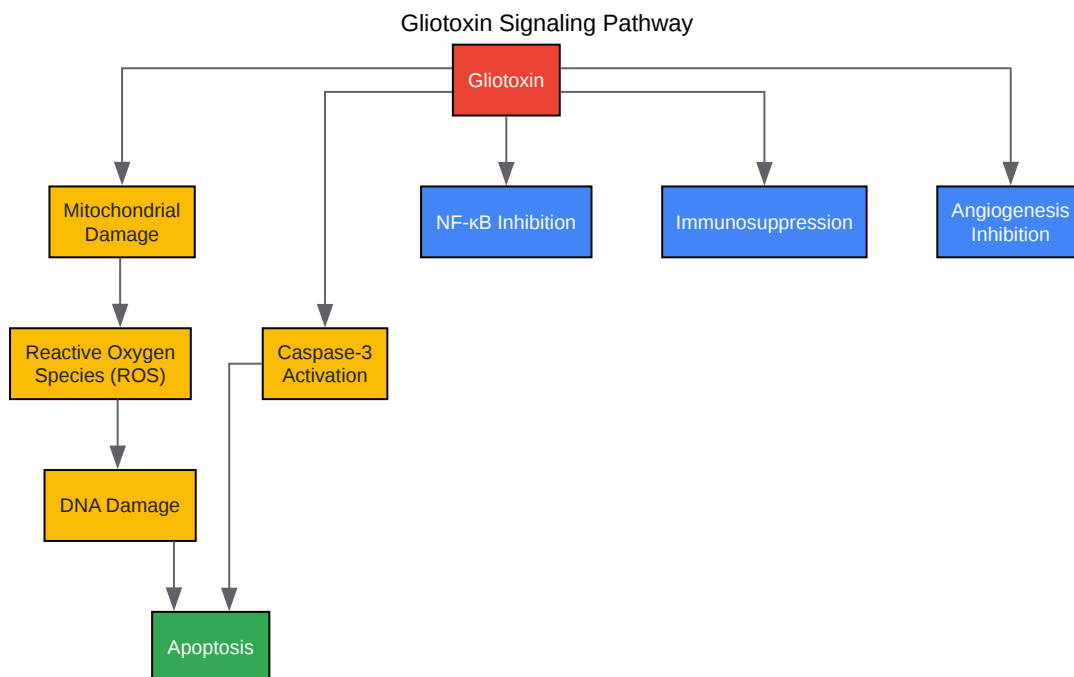 Gliotoxin Signaling Pathway
Gliotoxin
Mitochondrial
Damage
NF-κB Inhibition
Immunosuppression
Angiogenesis
Inhibition
Reactive Oxygen
Species (ROS)
Caspase-3
Activation
DNA Damage
Apoptosis